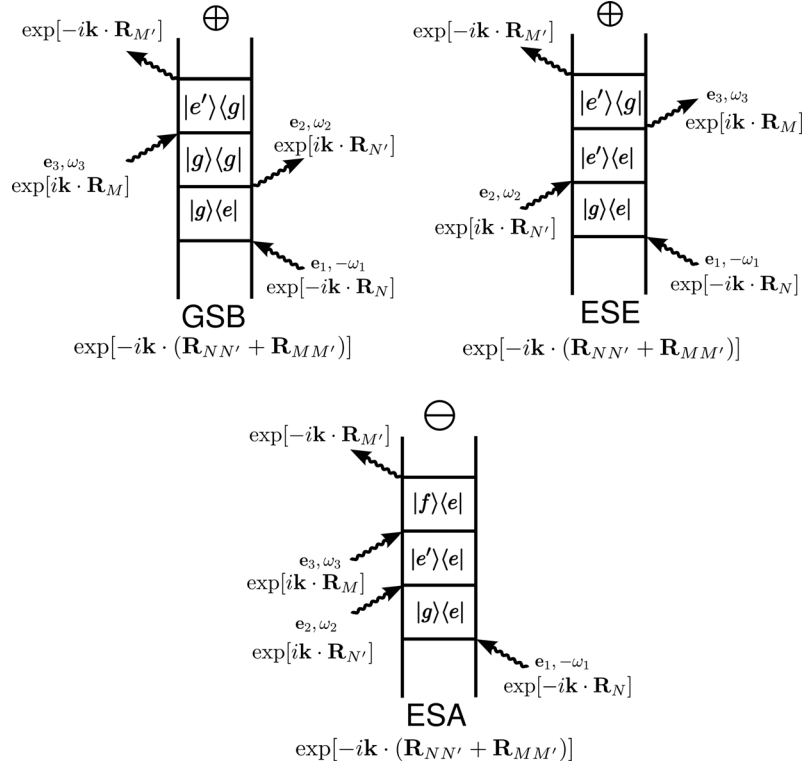 ⊕
exp[−i𝐤 · 𝐑_{M′}]
|e′⟩⟨g|
𝐞₂, ω₂
exp[i𝐤 · 𝐑_{N′}]
𝐞₃, ω₃
exp[i𝐤 · 𝐑_M]
|g⟩⟨g|
|g⟩⟨e|
𝐞₁, −ω₁
exp[−i𝐤 · 𝐑_N]
GSB
exp[−i𝐤 · (𝐑_{NN′} + 𝐑_{MM′})]
⊕
exp[−i𝐤 · 𝐑_{M′}]
|e′⟩⟨g|
𝐞₃, ω₃
exp[i𝐤 · 𝐑_M]
|e′⟩⟨e|
𝐞₂, ω₂
exp[i𝐤 · 𝐑_{N′}]
|g⟩⟨e|
𝐞₁, −ω₁
exp[−i𝐤 · 𝐑_N]
ESE
exp[−i𝐤 · (𝐑_{NN′} + 𝐑_{MM′})]
⊖
exp[−i𝐤 · 𝐑_{M′}]
|f⟩⟨e|
𝐞₃, ω₃
exp[i𝐤 · 𝐑_M]
|e′⟩⟨e|
𝐞₂, ω₂
exp[i𝐤 · 𝐑_{N′}]
|g⟩⟨e|
𝐞₁, −ω₁
exp[−i𝐤 · 𝐑_N]
ESA
exp[−i𝐤 · (𝐑_{NN′} + 𝐑_{MM′})]